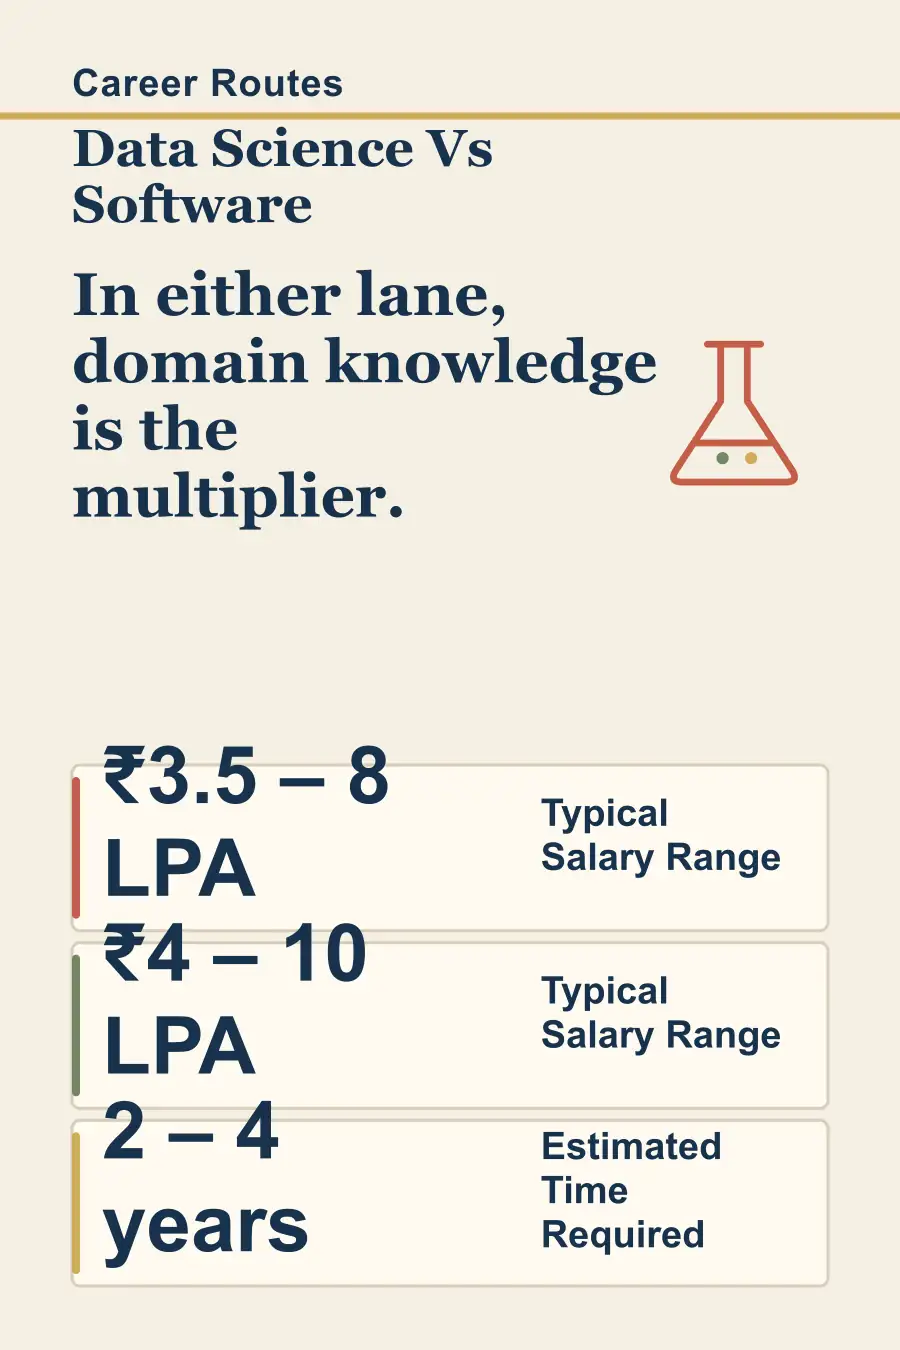 Career Routes
Data Science Vs
Software
In either lane,
domain knowledge
is the
multiplier.
₹3.5 – 8
LPA
Typical
Salary Range
₹4 – 10
LPA
Typical
Salary Range
2 – 4
years
Estimated
Time
Required